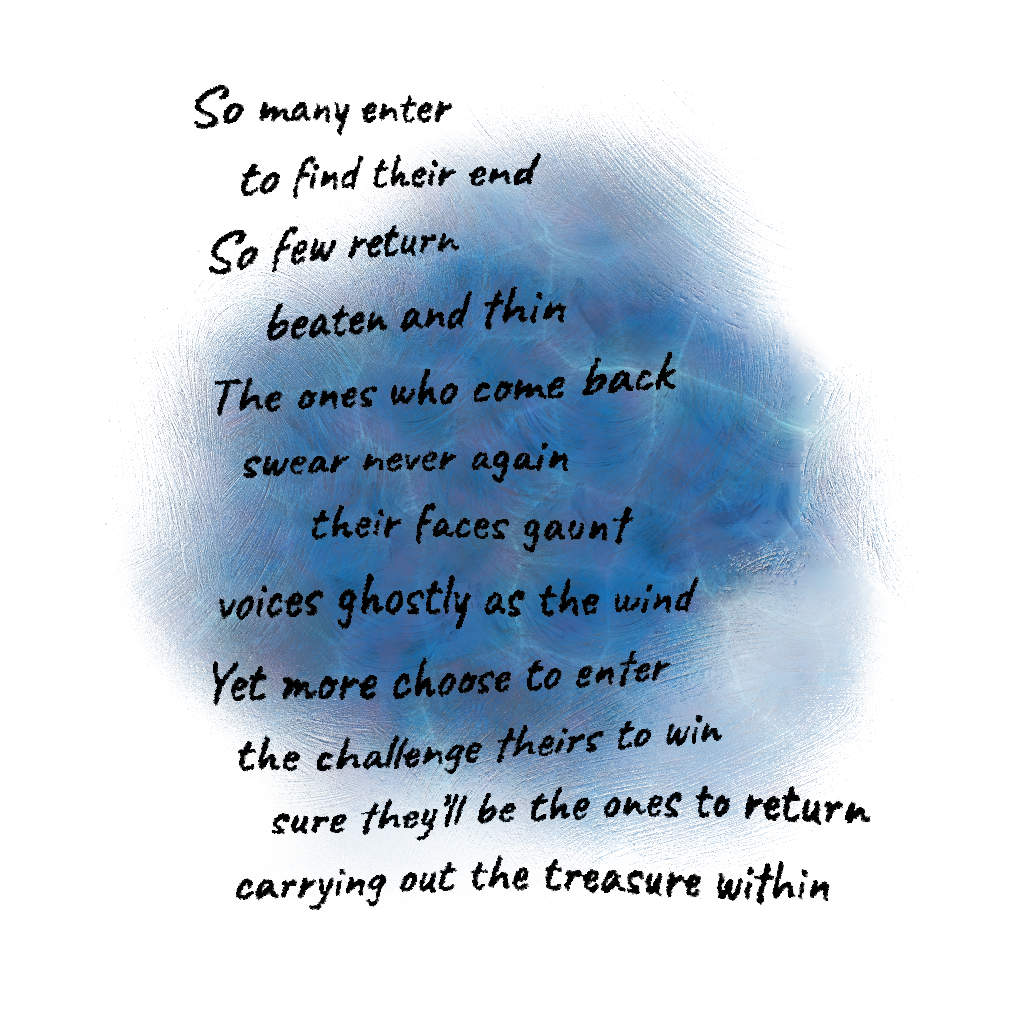 So many enter
to find their end
So few return
beaten and thin
The ones who come back
swear never again
their faces gaunt
voices ghostly as the wind
Yet more choose to enter
the challenge theirs to win
sure they'll be the ones to return
carrying out the treasure within